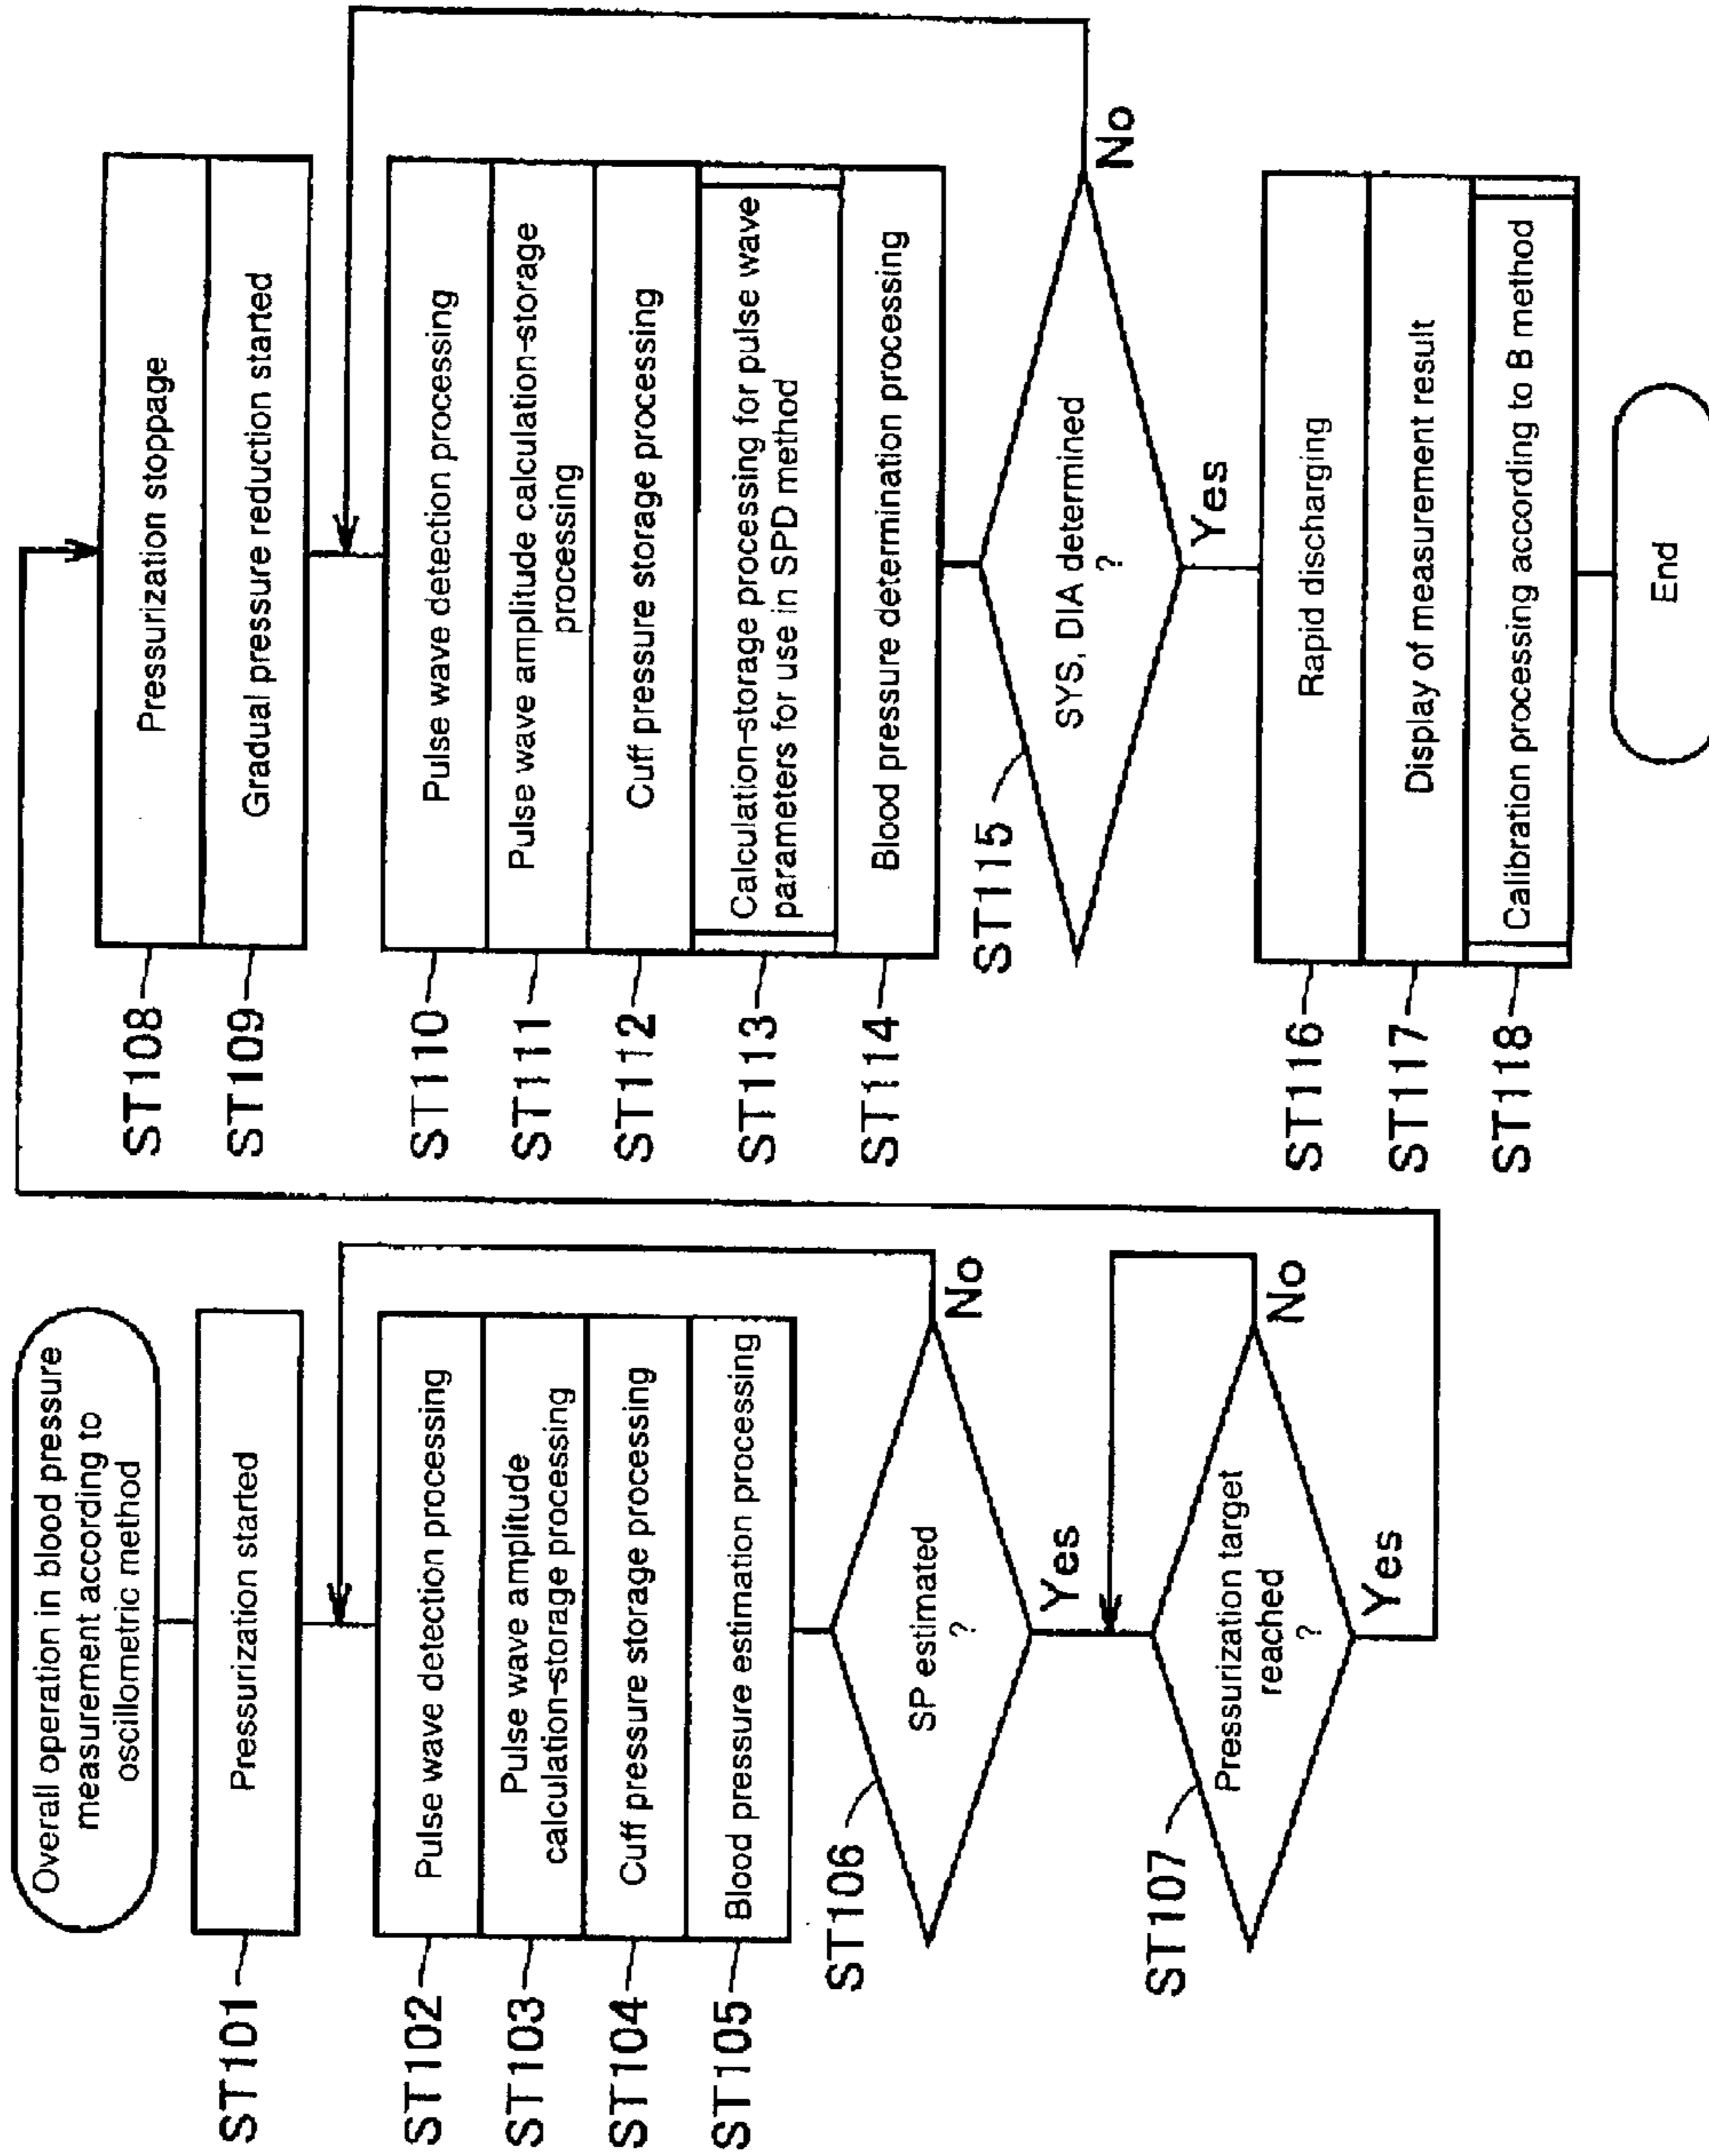 Overall operation in blood pressure
measurement according to
oscillometric method
ST101
Pressurization started
ST102
Pulse wave detection processing
ST103
Pulse wave amplitude
calculation-storage processing
ST104
Cuff pressure storage processing
ST105
Blood pressure estimation processing
ST106
SP estimated
?
No
Yes
ST107
Pressurization target
reached
?
No
Yes
ST108
Pressurization stoppage
ST109
Gradual pressure reduction started
ST110
Pulse wave detection processing
ST111
Pulse wave amplitude calculation-storage
processing
ST112
Cuff pressure storage processing
ST113
Calculation-storage processing for pulse wave
parameters for use in SPD method
ST114
Blood pressure determination processing
ST115
SYS, DIA determined
?
No
Yes
ST116
Rapid discharging
ST117
Display of measurement result
ST118
Calibration processing according to B method
End